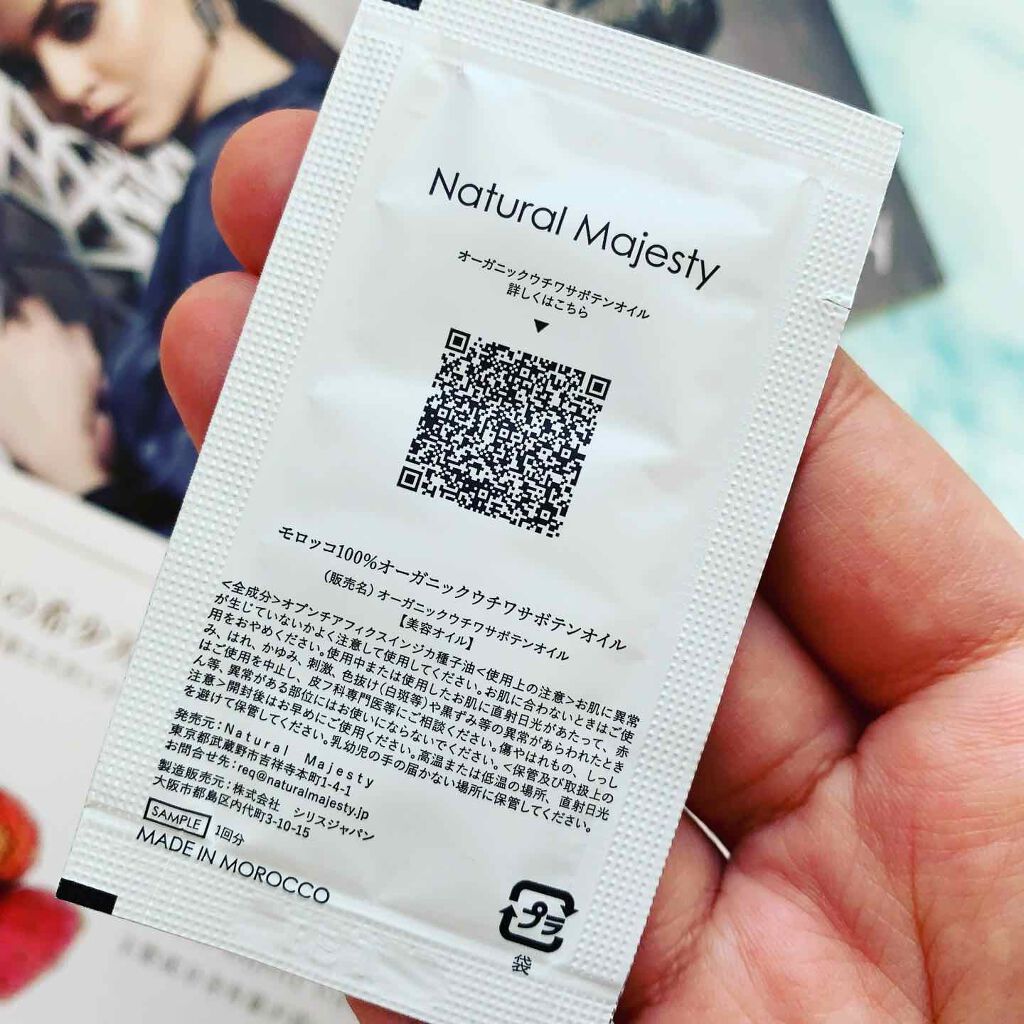 Natural Majesty
オーガニックウチワサボテンオイル
詳しくはこちら
▼
モロッコ100%オーガニックウチワサボテンオイル
(販売名) オーガニックウチワサボテンオイル
【美容オイル】
<全成分>オプンチアフィクスインジカ種子油<使用上の注意>お肌に異常
が生じていないかよく注意して使用してください。お肌に合わないときはご使
用をおやめください。使用中または使用したお肌に直射日光があたって、赤
み、はれ、かゆみ、刺激、色抜け(白斑等)や黒ずみ等の異常があらわれたとき
はご使用を中止し、皮フ科専門医等にご相談ください。傷やはれもの、しっし
ん等、異常がある部位にはお使いにならないでください。<保管及び取扱上の
注意>開封後はお早めにご使用ください。高温または低温の場所、直射日光
を避けて保管してください。乳幼児の手の届かない場所に保管してください。
発売元:Natural Majesty
東京都武蔵野市吉祥寺本町1-4-1
お問合せ先:req@naturalmajesty.jp
製造販売元:株式会社 シリスジャパン
大阪市都島区内代町3-10-15
SAMPLE 1回分
MADE IN MOROCCO
プラ
袋